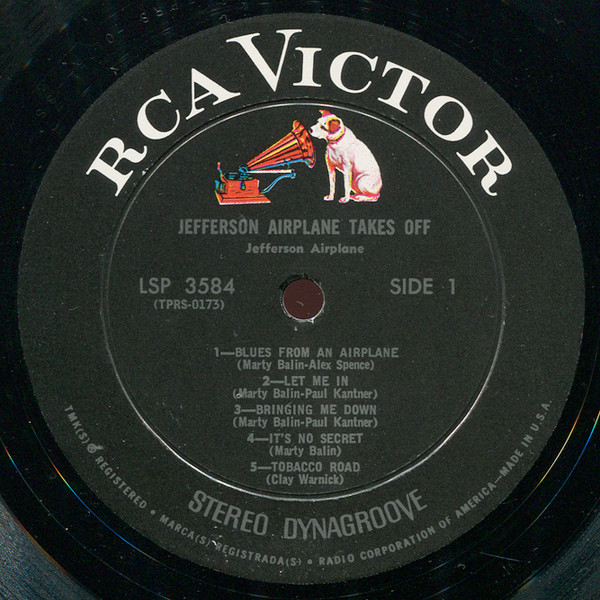 RCA VICTOR
JEFFERSON AIRPLANE TAKES OFF
Jefferson Airplane
LSP 3584
(TPRS-0173)
SIDE 1
1—BLUES FROM AN AIRPLANE
(Marty Balin-Alex Spence)
2—LET ME IN
(Marty Balin-Paul Kantner)
3—BRINGING ME DOWN
(Marty Balin-Paul Kantner)
4—IT'S NO SECRET
(Marty Balin)
5—TOBACCO ROAD
(Clay Warnick)
STEREO DYNAGROOVE
TMK(S) ® REGISTERED • MARCA(S) REGISTRADA(S) • RADIO CORPORATION OF AMERICA—MADE IN U.S.A.